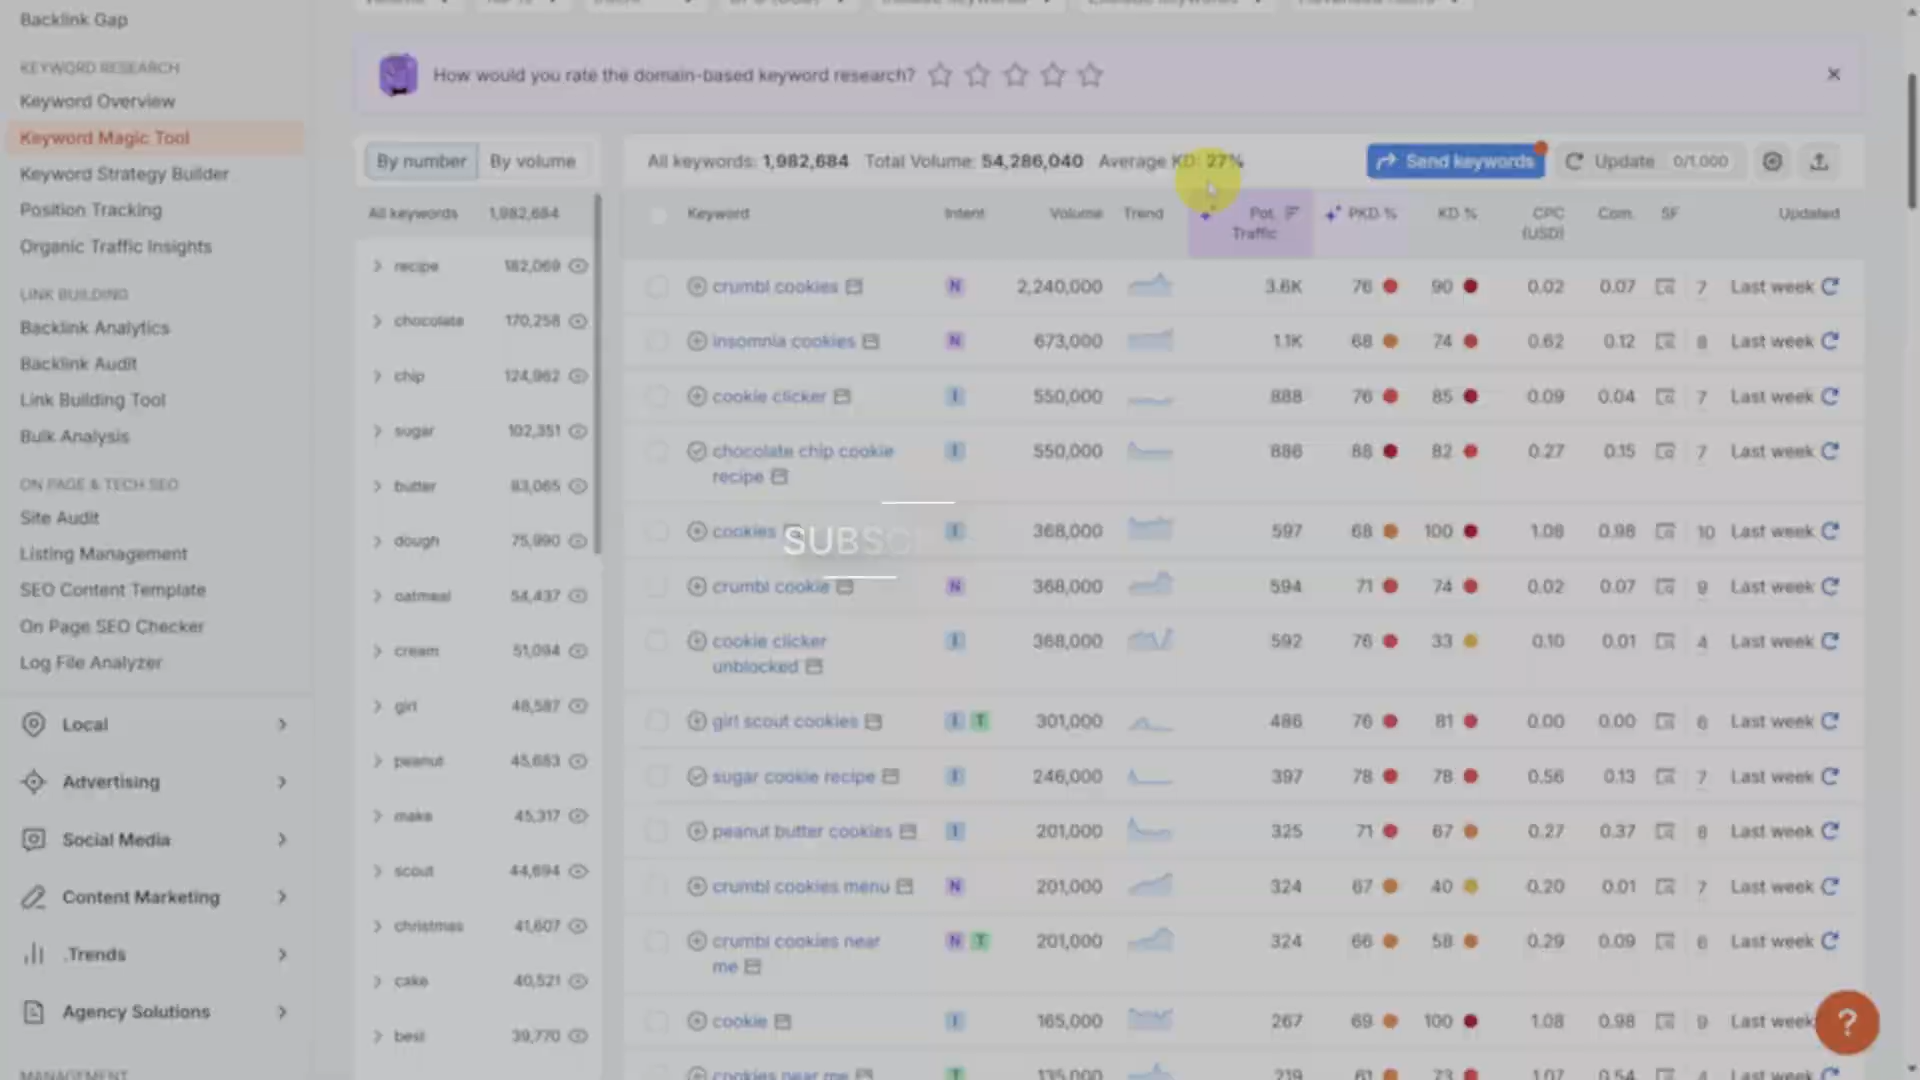 Backlink Gap
KEYWORD RESEARCH
Keyword Overview
Keyword Magic Tool
Keyword Strategy Builder
Position Tracking
Organic Traffic Insights
LINK BUILDING
Backlink Analytics
Backlink Audit
Link Building Tool
Bulk Analysis
ON PAGE & TECH SEO
Site Audit
Listing Management
SEO Content Template
On Page SEO Checker
Log File Analyzer
Local
Advertising
Social Media
Content Marketing
.Trends
Agency Solutions
MANAGEMENT
How would you rate the domain-based keyword research?
By number By volume
All keywords 1,982,684
recipe 182,069
chocolate 170,258
chip 124,962
sugar 102,351
butter 83,065
dough 75,990
oatmeal 54,437
cream 51,094
girl 48,587
peanut 45,683
make 45,317
scout 44,694
christmas 41,607
cake 40,521
best 39,770
All keywords: 1,982,684 Total Volume: 54,286,040 Average KD: 27%
Send keywords Update 0/1,000
Keyword Intent Volume Trend Pot. Traffic PKD % KD % CPC (USD) Com. SF Updated
crumbl cookies N 2,240,000 3.6K 76 90 0.02 0.07 7 Last week
insomnia cookies N 673,000 1.1K 68 74 0.62 0.12 8 Last week
cookie clicker I 550,000 888 76 85 0.09 0.04 7 Last week
chocolate chip cookie recipe I 550,000 886 88 82 0.27 0.15 7 Last week
cookies I 368,000 597 68 100 1.08 0.98 10 Last week
SUBSC
crumbl cookie N 368,000 594 71 74 0.02 0.07 9 Last week
cookie clicker unblocked I 368,000 592 76 33 0.10 0.01 4 Last week
girl scout cookies I T 301,000 486 76 81 0.00 0.00 6 Last week
sugar cookie recipe I 246,000 397 78 78 0.56 0.13 7 Last week
peanut butter cookies I 201,000 325 71 67 0.27 0.37 8 Last week
crumbl cookies menu N 201,000 324 67 40 0.20 0.01 7 Last week
crumbl cookies near me N T 201,000 324 66 58 0.29 0.09 6 Last week
cookie I 165,000 267 69 100 1.08 0.98 9 Last week
cookies near me T 135,000 219 61 73 1.07 0.54 4 Last week
?